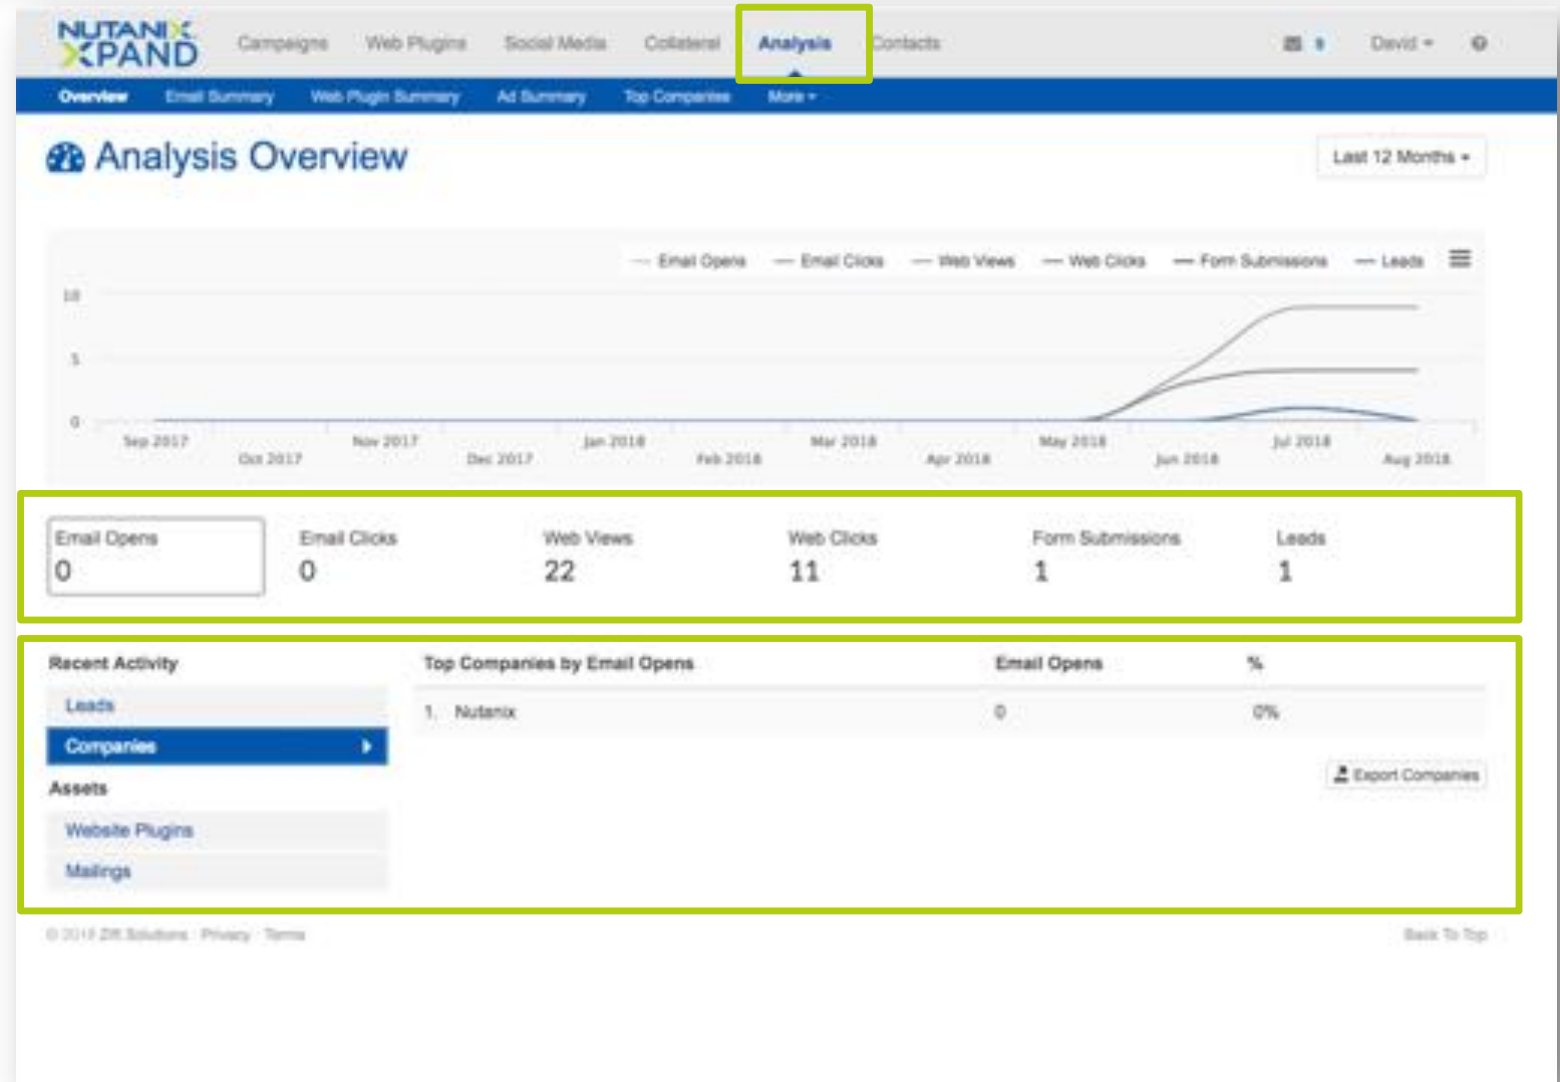 NUTANIX
XPAND
Campaigns Web Plugins Social Media Collateral Analysis Contacts David
Overview Email Summary Web Plugin Summary Ad Summary Top Companies More
Analysis Overview
Last 12 Months
Email Opens Email Clicks Web Views Web Clicks Form Submissions Leads
10
5
0
Sep 2017 Nov 2017 Jan 2018 Mar 2018 May 2018 Jul 2018
Oct 2017 Dec 2017 Feb 2018 Apr 2018 Jun 2018 Aug 2018
Email Opens Email Clicks Web Views Web Clicks Form Submissions Leads
0 0 22 11 1 1
Recent Activity Top Companies by Email Opens Email Opens %
Leads
1. Nutanix 0 0%
Companies
Export Companies
Assets
Website Plugins
Mailings
© 2018 Zift Solutions Privacy Terms Back To Top